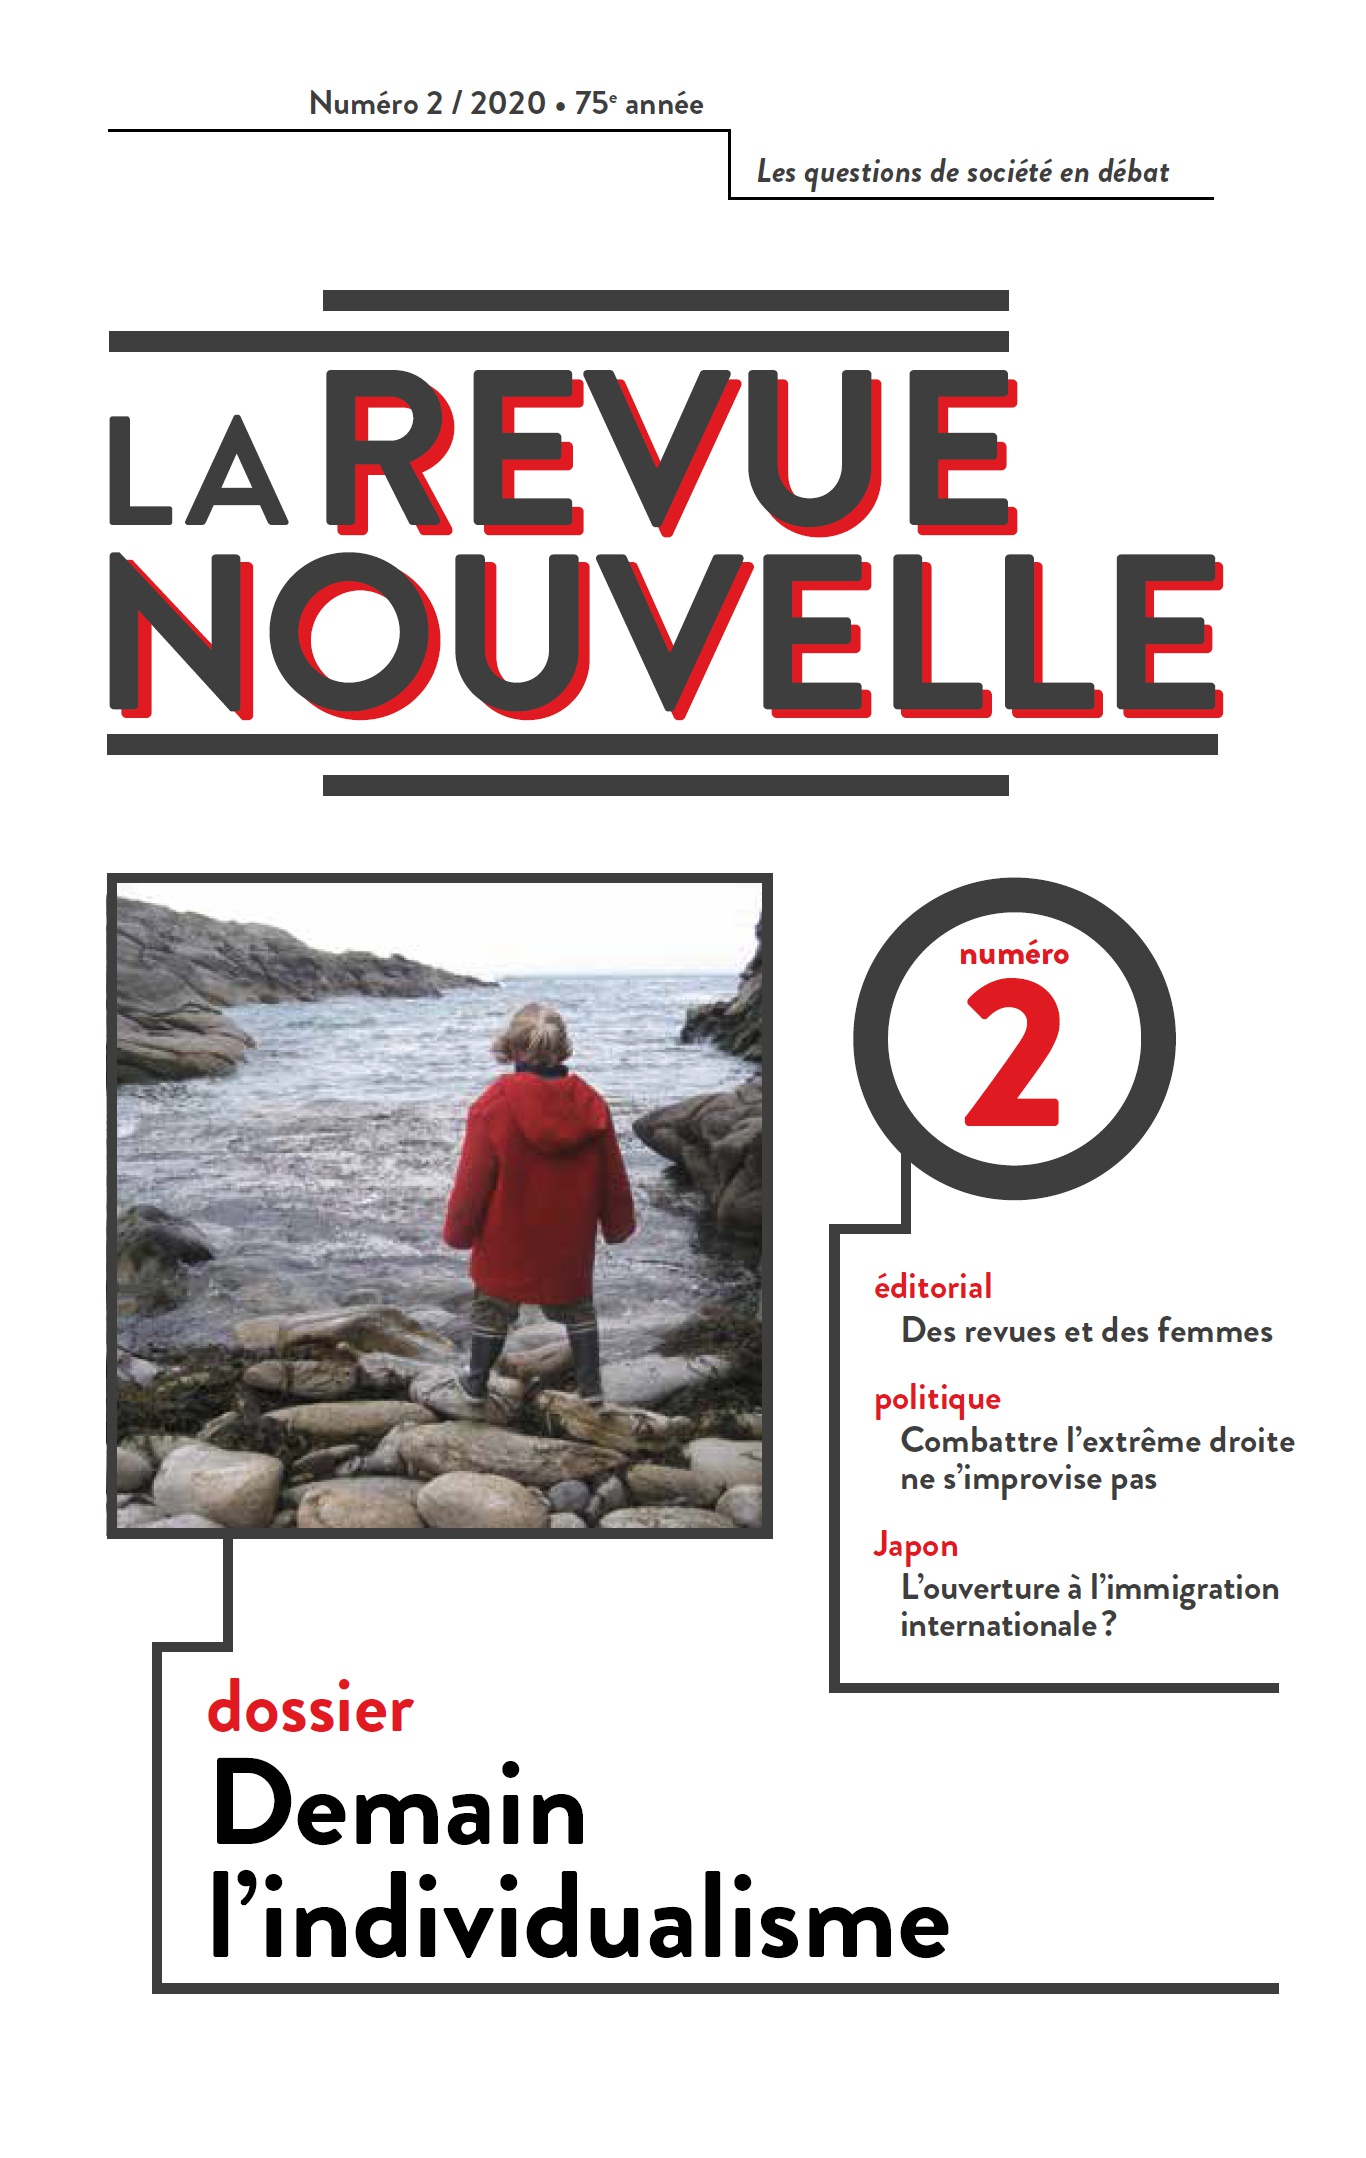 Numéro 2 / 2020 • 75e année
Les questions de société en débat
LA REVUE
NOUVELLE
numéro
2
éditorial
Des revues et des femmes
politique
Combattre l’extrême droite
ne s’improvise pas
Japon
L’ouverture à l’immigration
internationale ?
dossier
Demain
l’individualisme